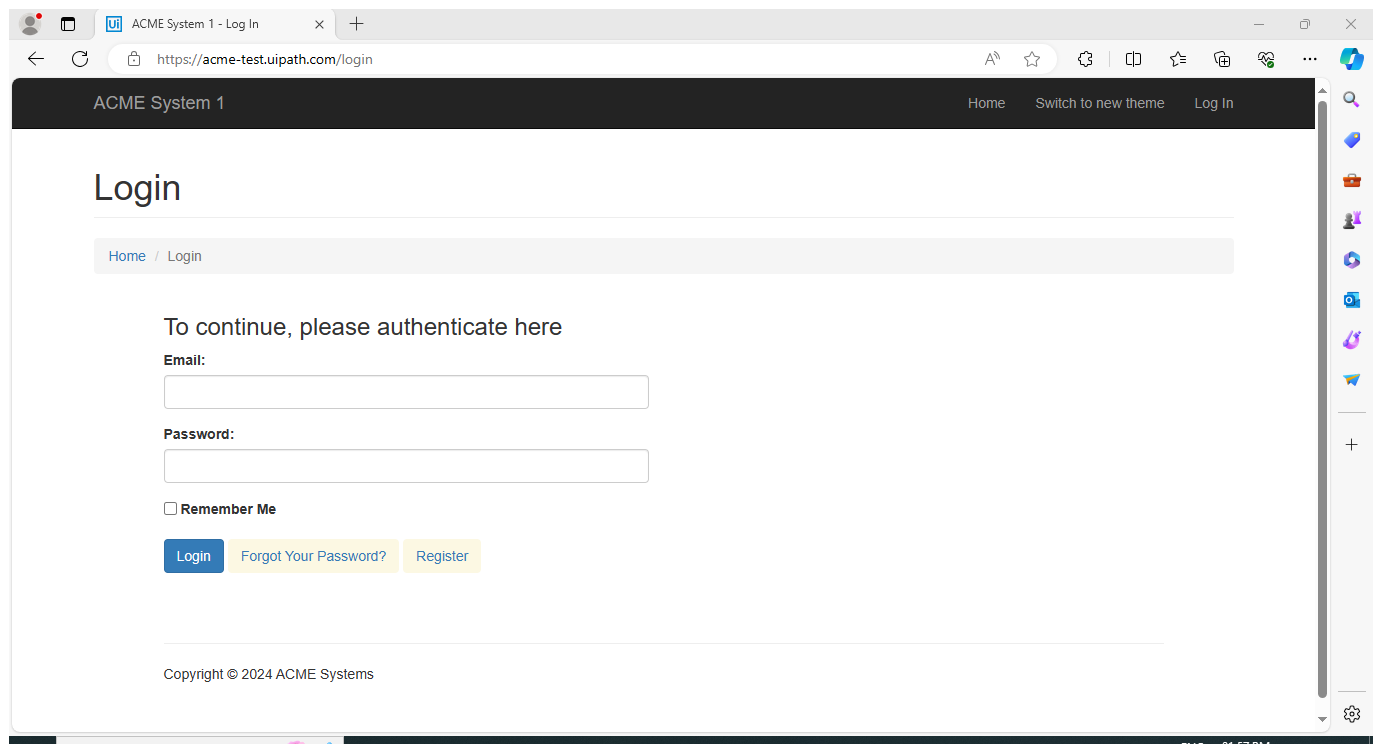 Ui ACME System 1 - Log In
https://acme-test.uipath.com/login
ACME System 1 Home Switch to new theme Log In
Login
Home / Login
To continue, please authenticate here
Email:
Password:
Remember Me
Login Forgot Your Password? Register
Copyright © 2024 ACME Systems